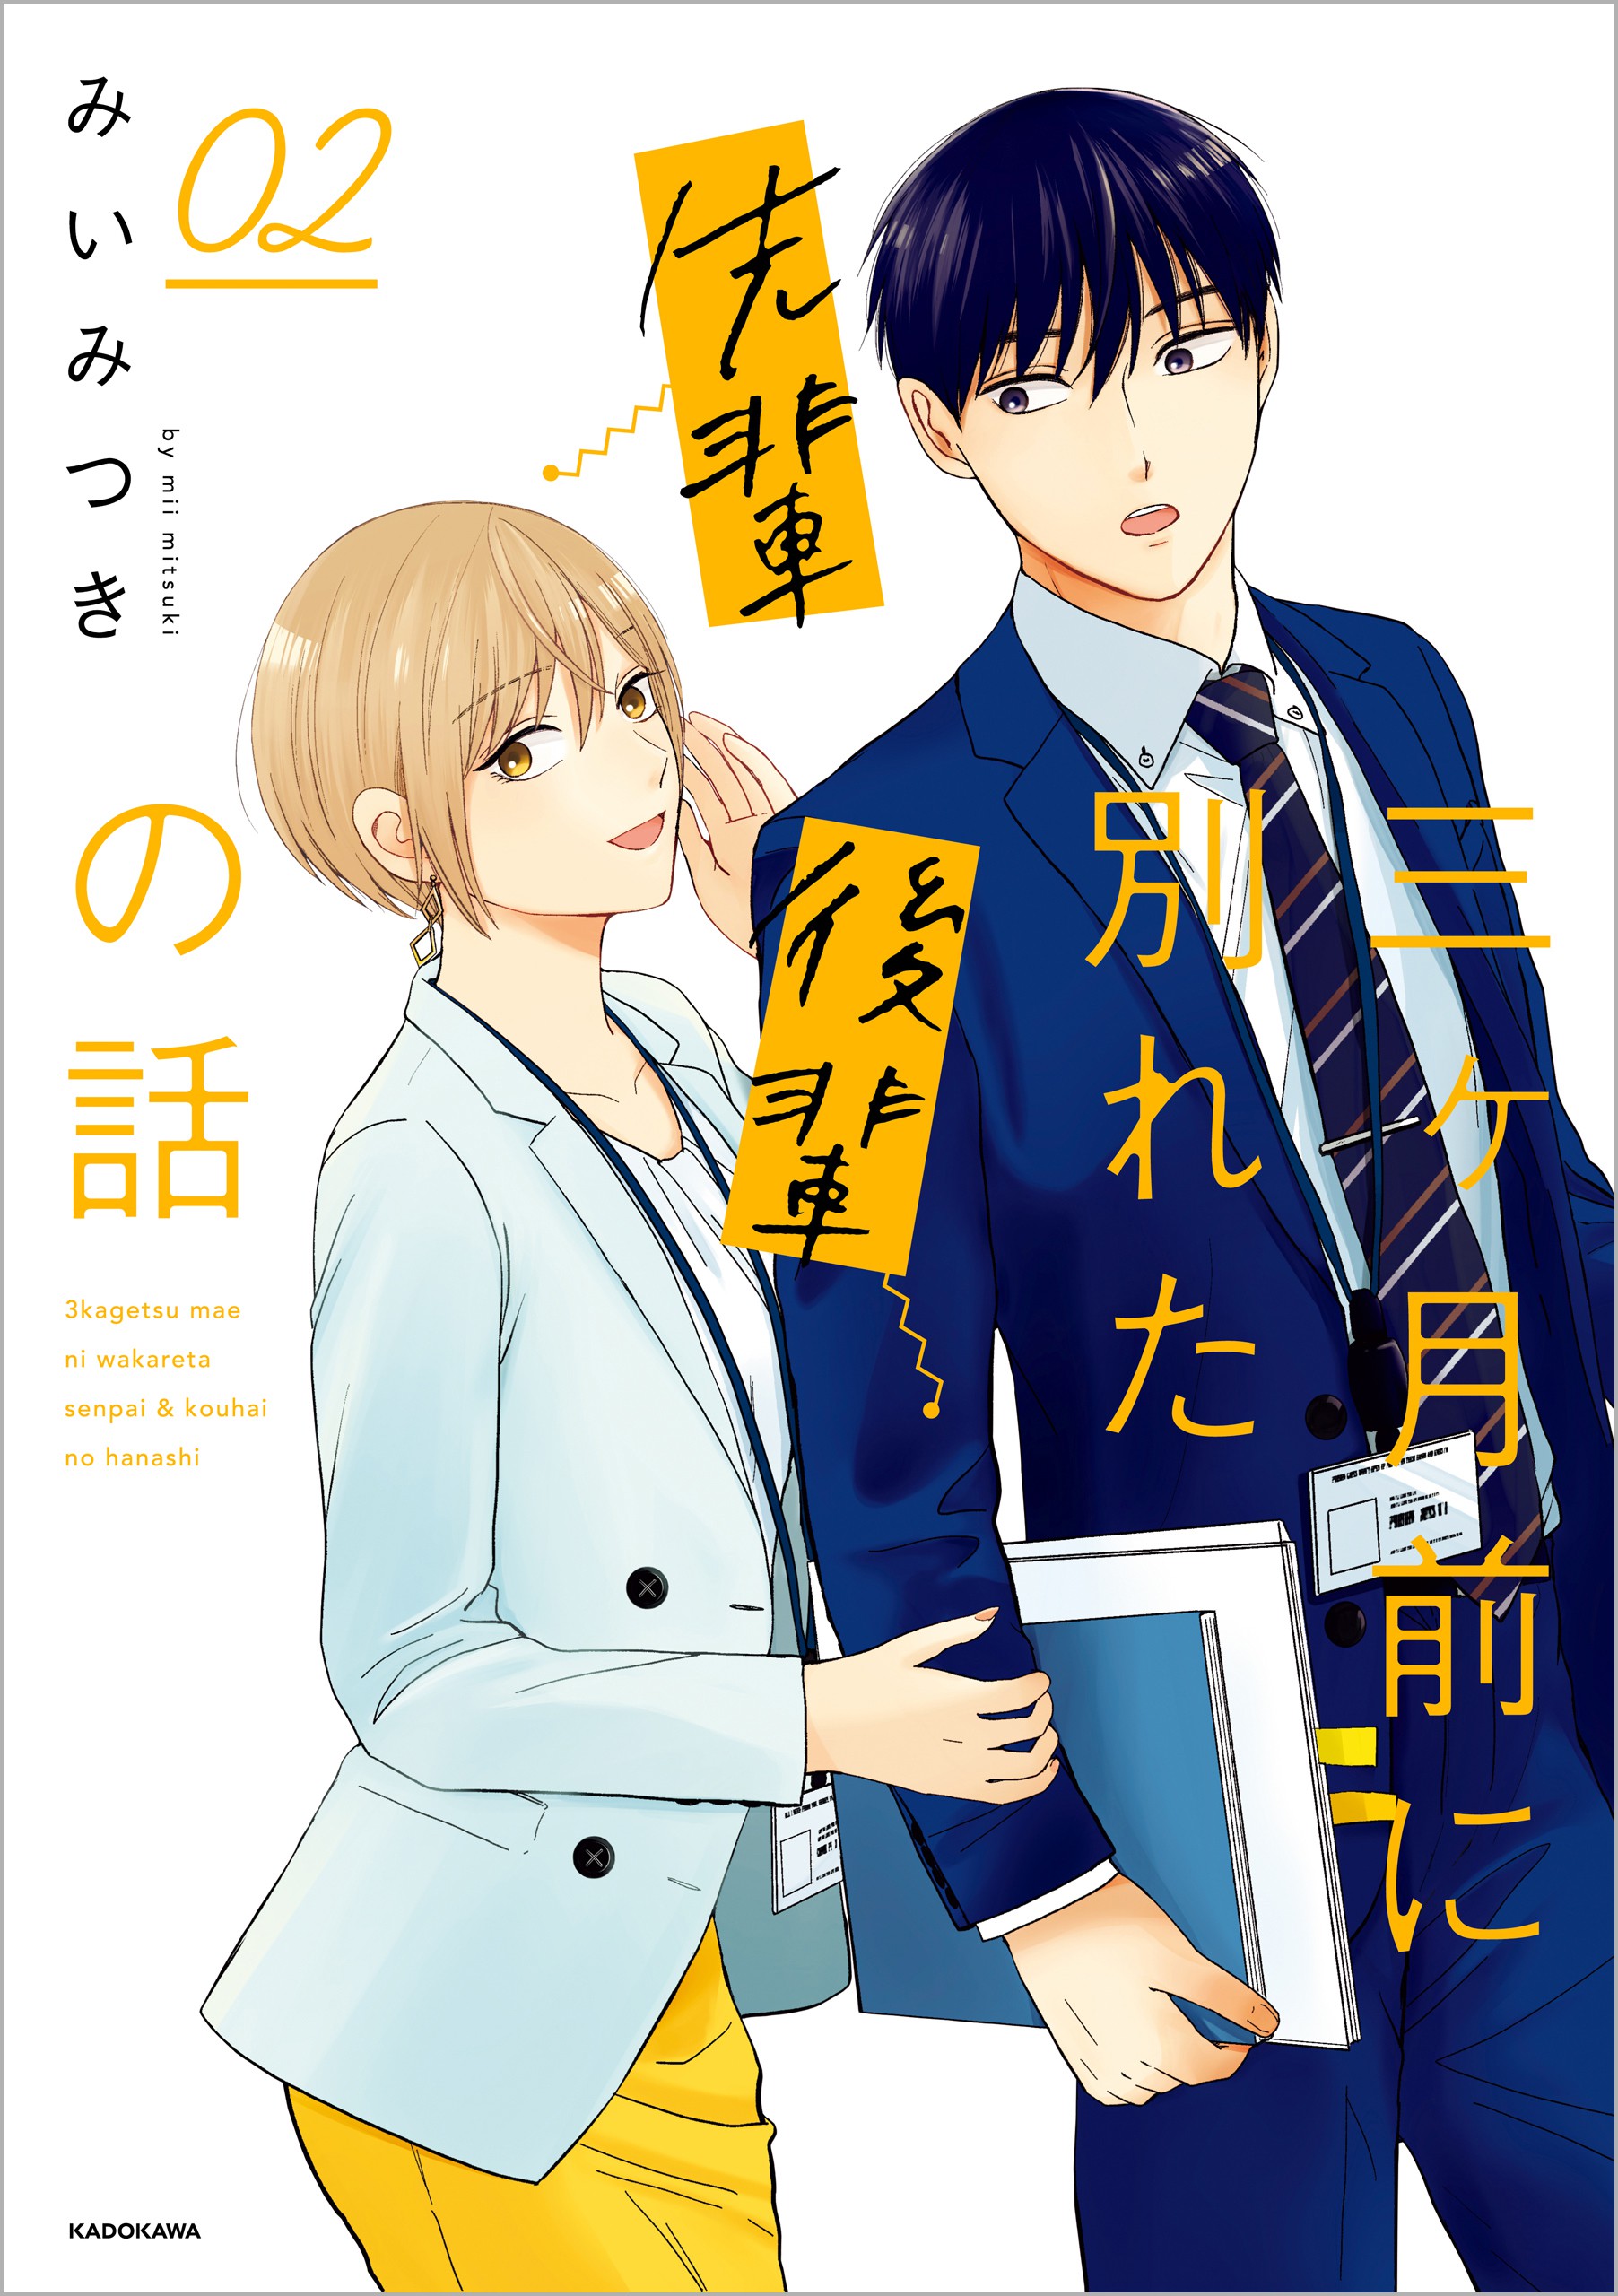 三ヶ月前に
別れた
先輩
後輩
の話
02
みいみつき
by mii mitsuki
3kagetsu mae
ni wakareta
senpai & kouhai
no hanashi
KADOKAWA